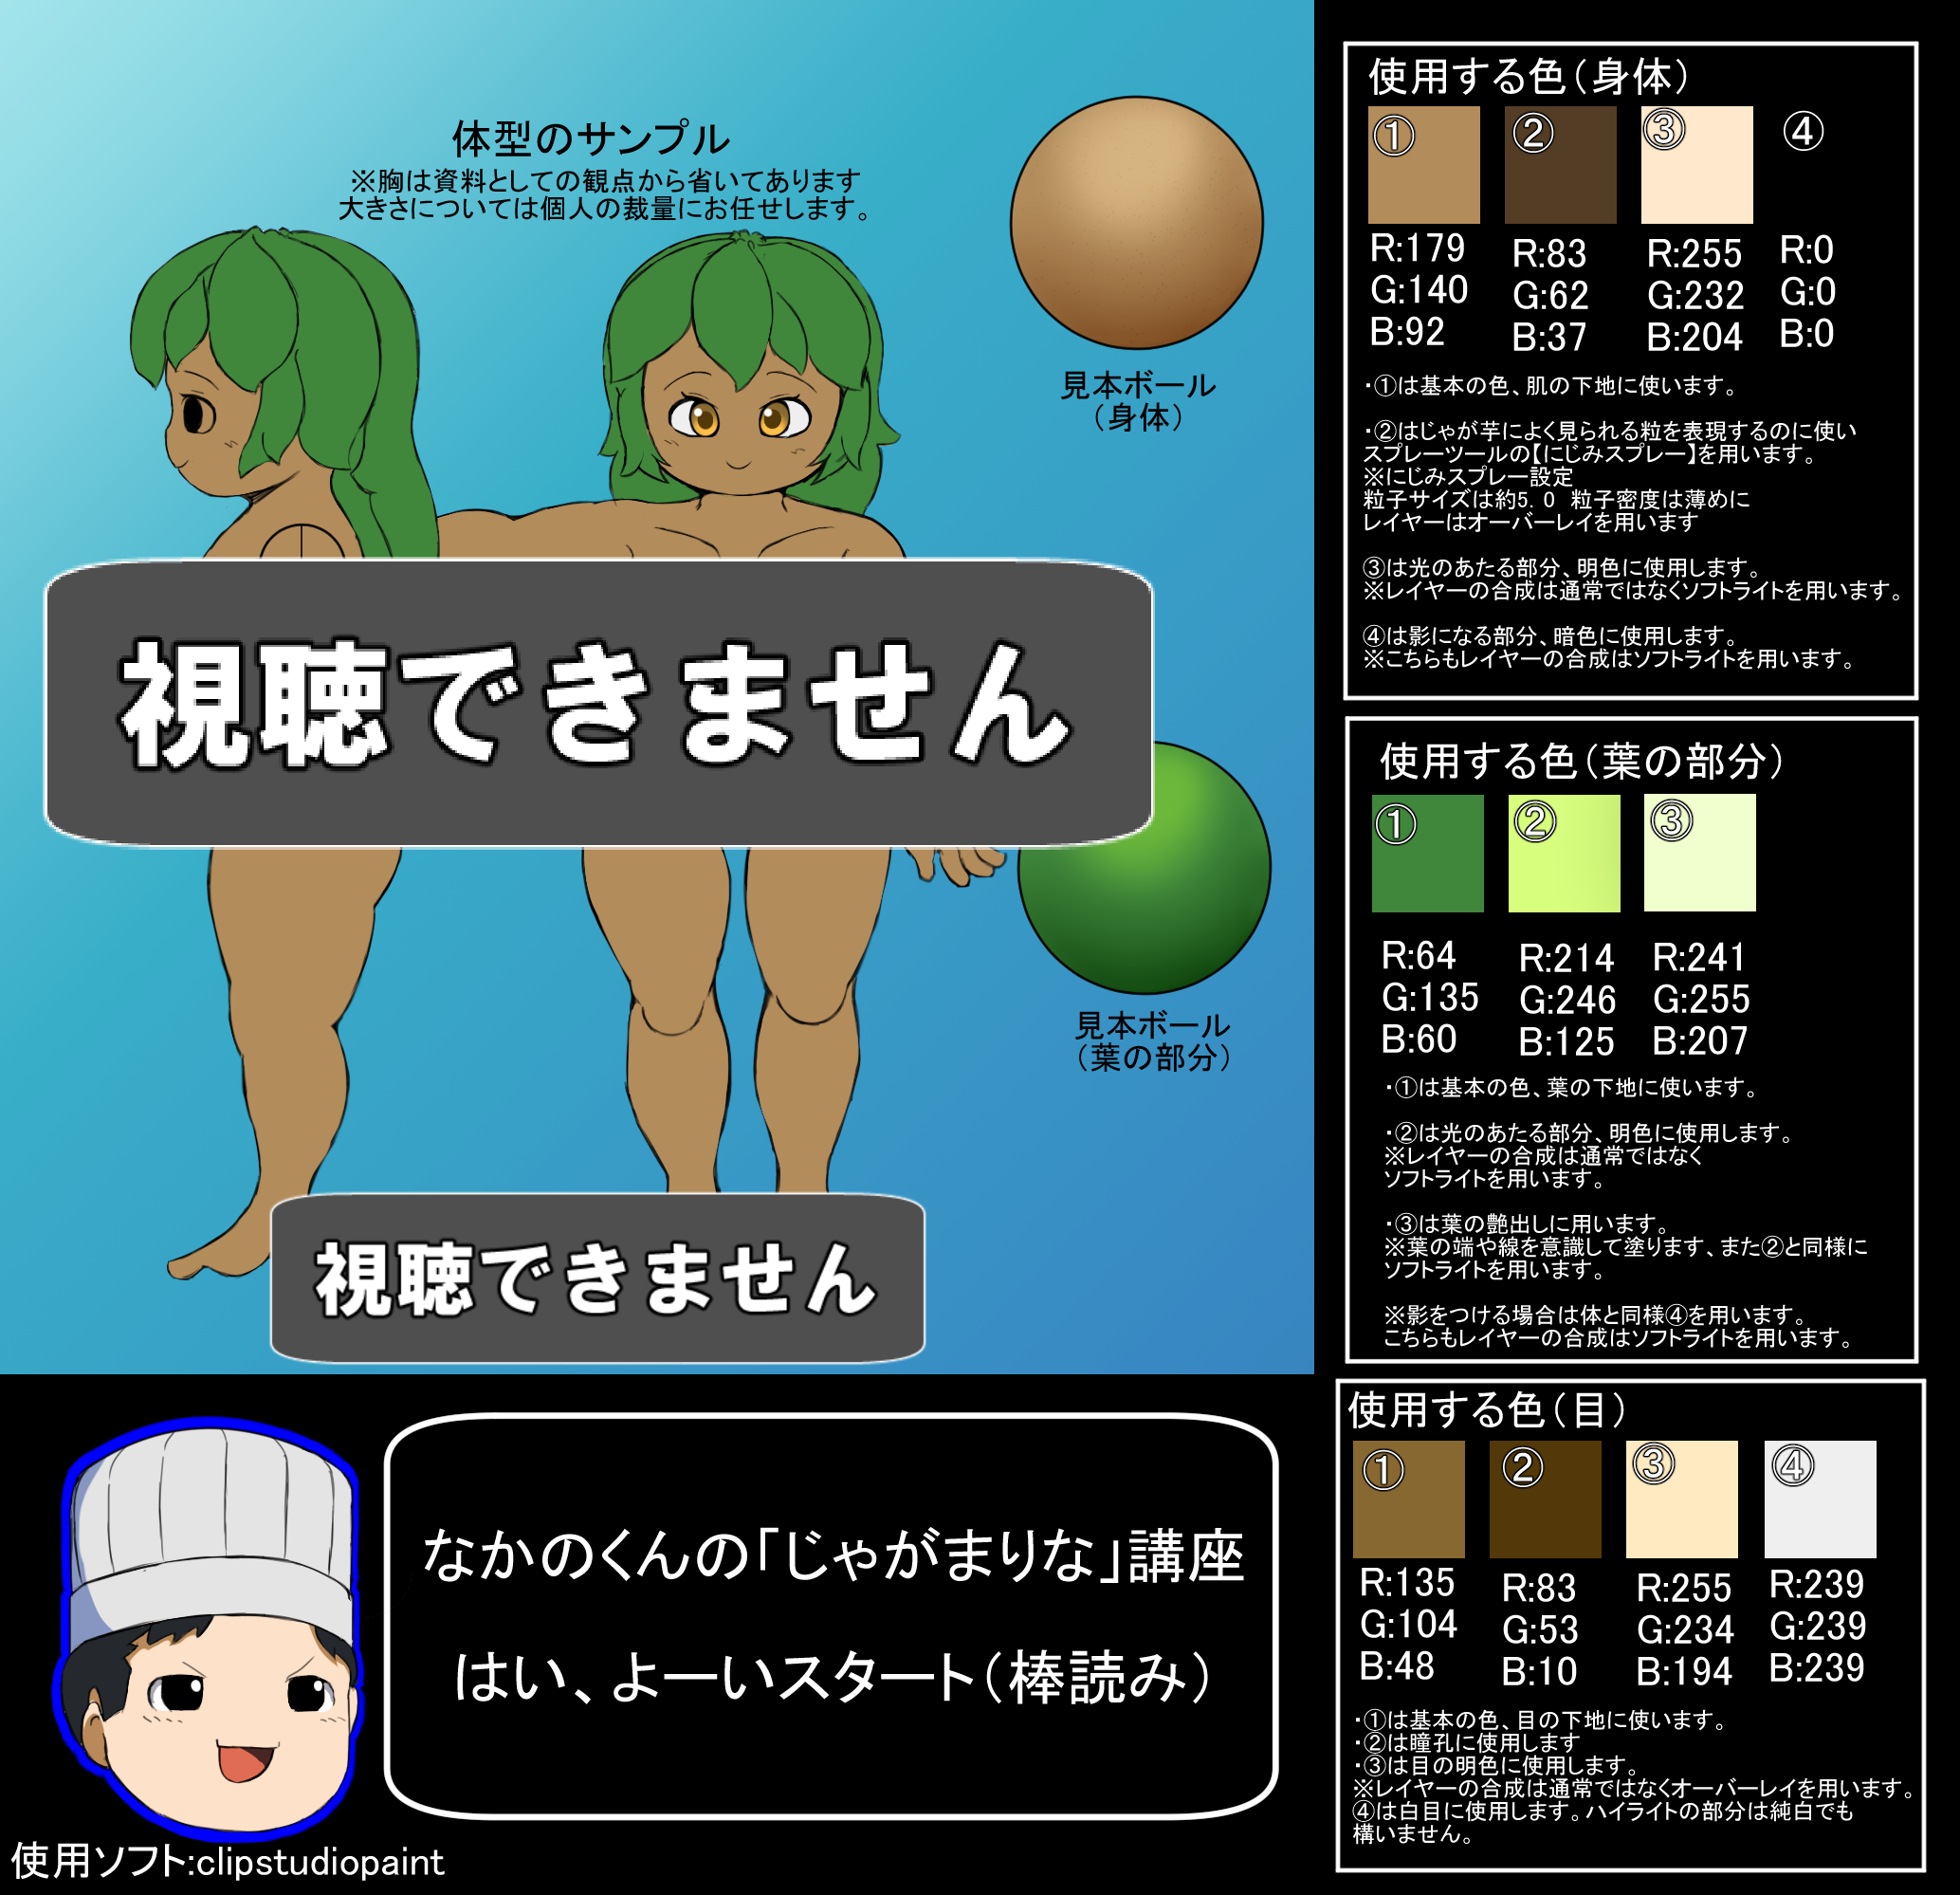 体型のサンプル
※胸は資料としての観点から省いてあります
大きさについては個人の裁量にお任せします。
見本ボール
（身体）
視聴できません
見本ボール
（葉の部分）
視聴できません
使用する色（身体）
① ② ③ ④
R:179 R:83 R:255 R:0
G:140 G:62 G:232 G:0
B:92 B:37 B:204 B:0
・①は基本の色、肌の下地に使います。
・②はじゃが芋によく見られる粒を表現するのに使い
スプレーツールの【にじみスプレー】を用います。
※にじみスプレー設定
粒子サイズは約5.0 粒子密度は薄めに
レイヤーはオーバーレイを用います
③は光のあたる部分、明色に使用します。
※レイヤーの合成は通常ではなくソフトライトを用います。
④は影になる部分、暗色に使用します。
※こちらもレイヤーの合成はソフトライトを用います。
使用する色（葉の部分）
① ② ③
R:64 R:214 R:241
G:135 G:246 G:255
B:60 B:125 B:207
・①は基本の色、葉の下地に使います。
・②は光のあたる部分、明色に使用します。
※レイヤーの合成は通常ではなく
ソフトライトを用います。
・③は葉の艶出しに用います。
※葉の端や線を意識して塗ります、また②と同様に
ソフトライトを用います。
※影をつける場合は体と同様④を用います。
こちらもレイヤーの合成はソフトライトを用います。
使用する色（目）
① ② ③ ④
R:135 R:83 R:255 R:239
G:104 G:53 G:234 G:239
B:48 B:10 B:194 B:239
・①は基本の色、目の下地に使います。
・②は瞳孔に使用します
・③は目の明色に使用します。
※レイヤーの合成は通常ではなくオーバーレイを用います。
④は白目に使用します。ハイライトの部分は純白でも
構いません。
なかのくんの「じゃがまりな」講座
はい、よーいスタート（棒読み）
使用ソフト:clipstudiopaint